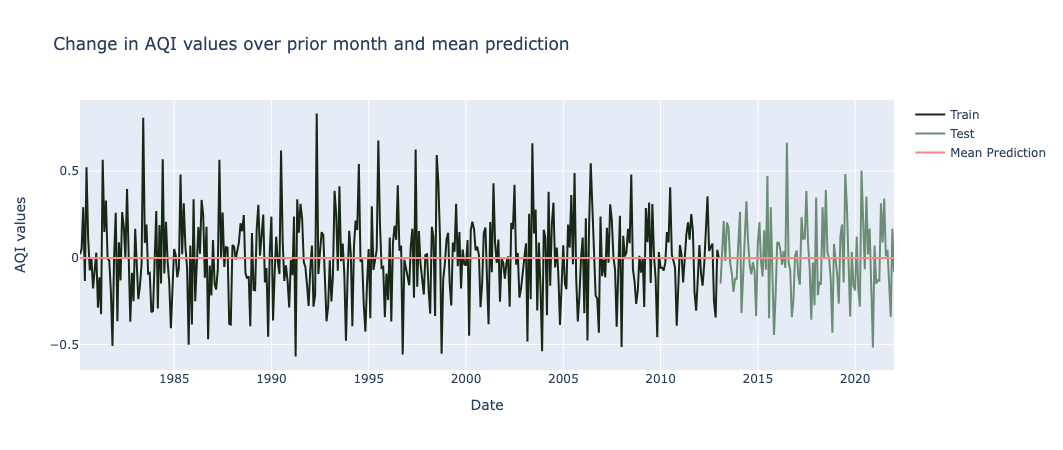 Change in AQI values over prior month and mean prediction
Train
Test
Mean Prediction
0.5
0
−0.5
AQI values
1985 1990 1995 2000 2005 2010 2015 2020
Date